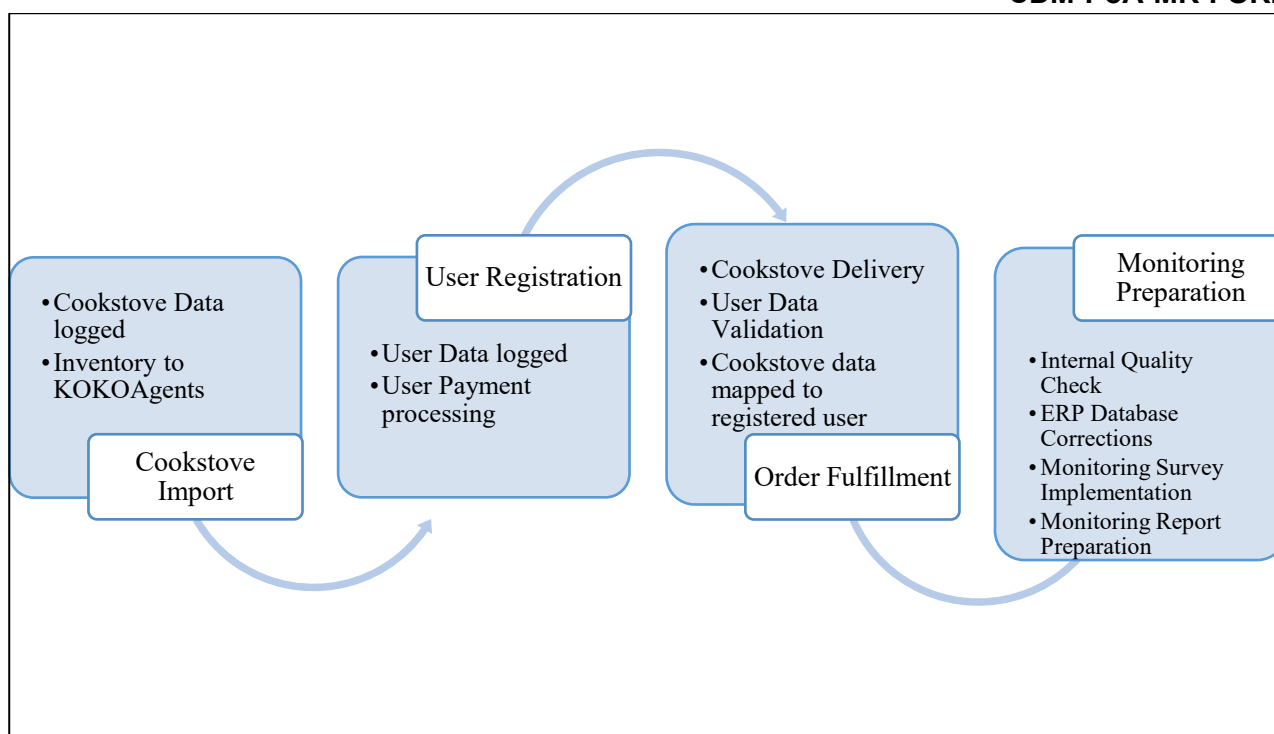 • Cookstove Data
logged
• Inventory to
KOKOAgents
Cookstove
Import
User Registration
• User Data logged
• User Payment
processing
• Cookstove Delivery
• User Data
Validation
• Cookstove data
mapped to
registered user
Order Fulfillment
Monitoring
Preparation
• Internal Quality
Check
• ERP Database
Corrections
• Monitoring Survey
Implementation
• Monitoring Report
Preparation